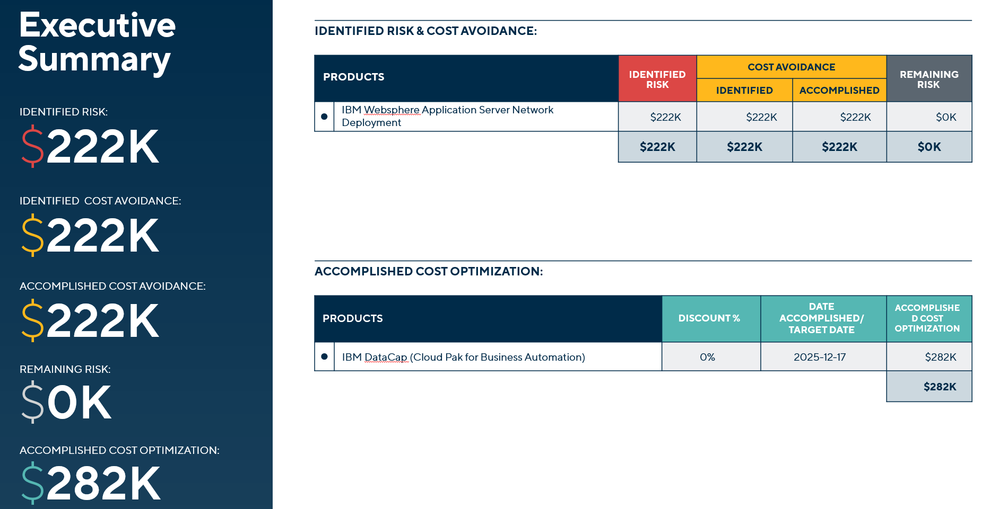 Executive
Summary
IDENTIFIED RISK:
$222K
IDENTIFIED  COST AVOIDANCE:
$222K
ACCOMPLISHED COST AVOIDANCE:
$222K
REMAINING RISK:
$0K
ACCOMPLISHED COST OPTIMIZATION:
$282K
IDENTIFIED RISK & COST AVOIDANCE:
PRODUCTS
IDENTIFIED
RISK
COST AVOIDANCE
IDENTIFIED
ACCOMPLISHED
REMAINING
RISK
● IBM Websphere Application Server Network
Deployment
$222K
$222K
$222K
$0K
$222K
$222K
$222K
$0K
ACCOMPLISHED COST OPTIMIZATION:
PRODUCTS
DISCOUNT %
DATE
ACCOMPLISHED/
TARGET DATE
ACCOMPLISHE
D COST
OPTIMIZATION
● IBM DataCap (Cloud Pak for Business Automation)
0%
2025-12-17
$282K
$282K